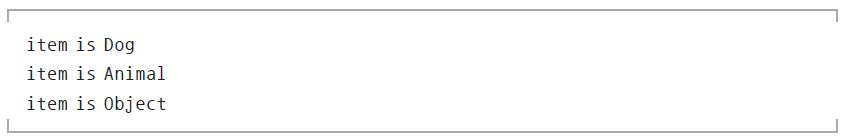 item is Dog
item is Animal
item is Object